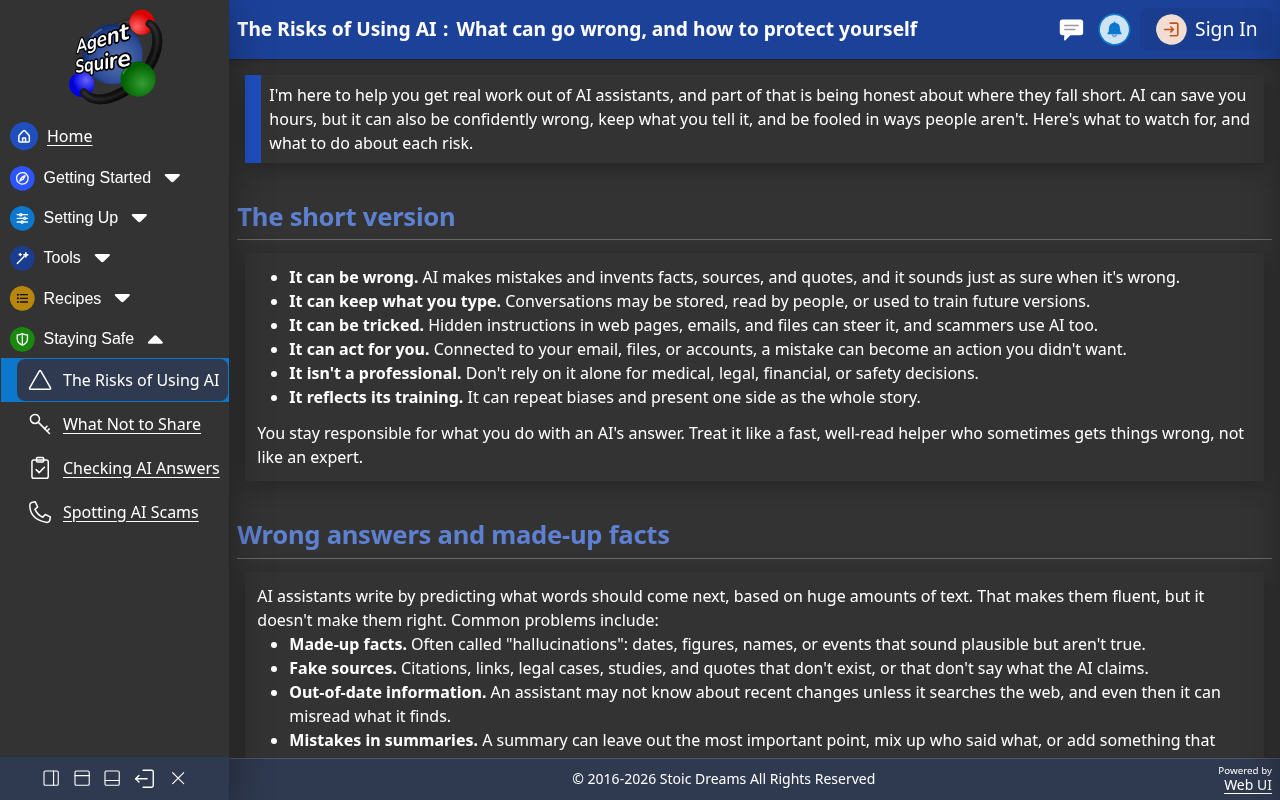 Agent
Squire
Home
Getting Started
Setting Up
Tools
Recipes
Staying Safe
The Risks of Using AI
What Not to Share
Checking AI Answers
Spotting AI Scams
The Risks of Using AI : What can go wrong, and how to protect yourself
Sign In
I'm here to help you get real work out of AI assistants, and part of that is being honest about where they fall short. AI can save you
hours, but it can also be confidently wrong, keep what you tell it, and be fooled in ways people aren't. Here's what to watch for, and
what to do about each risk.
The short version
• It can be wrong. AI makes mistakes and invents facts, sources, and quotes, and it sounds just as sure when it's wrong.
• It can keep what you type. Conversations may be stored, read by people, or used to train future versions.
• It can be tricked. Hidden instructions in web pages, emails, and files can steer it, and scammers use AI too.
• It can act for you. Connected to your email, files, or accounts, a mistake can become an action you didn't want.
• It isn't a professional. Don't rely on it alone for medical, legal, financial, or safety decisions.
• It reflects its training. It can repeat biases and present one side as the whole story.
You stay responsible for what you do with an AI's answer. Treat it like a fast, well-read helper who sometimes gets things wrong, not
like an expert.
Wrong answers and made-up facts
AI assistants write by predicting what words should come next, based on huge amounts of text. That makes them fluent, but it
doesn't make them right. Common problems include:
• Made-up facts. Often called "hallucinations": dates, figures, names, or events that sound plausible but aren't true.
• Fake sources. Citations, links, legal cases, studies, and quotes that don't exist, or that don't say what the AI claims.
• Out-of-date information. An assistant may not know about recent changes unless it searches the web, and even then it can
misread what it finds.
• Mistakes in summaries. A summary can leave out the most important point, mix up who said what, or add something that
© 2016-2026 Stoic Dreams All Rights Reserved
Powered by
Web UI